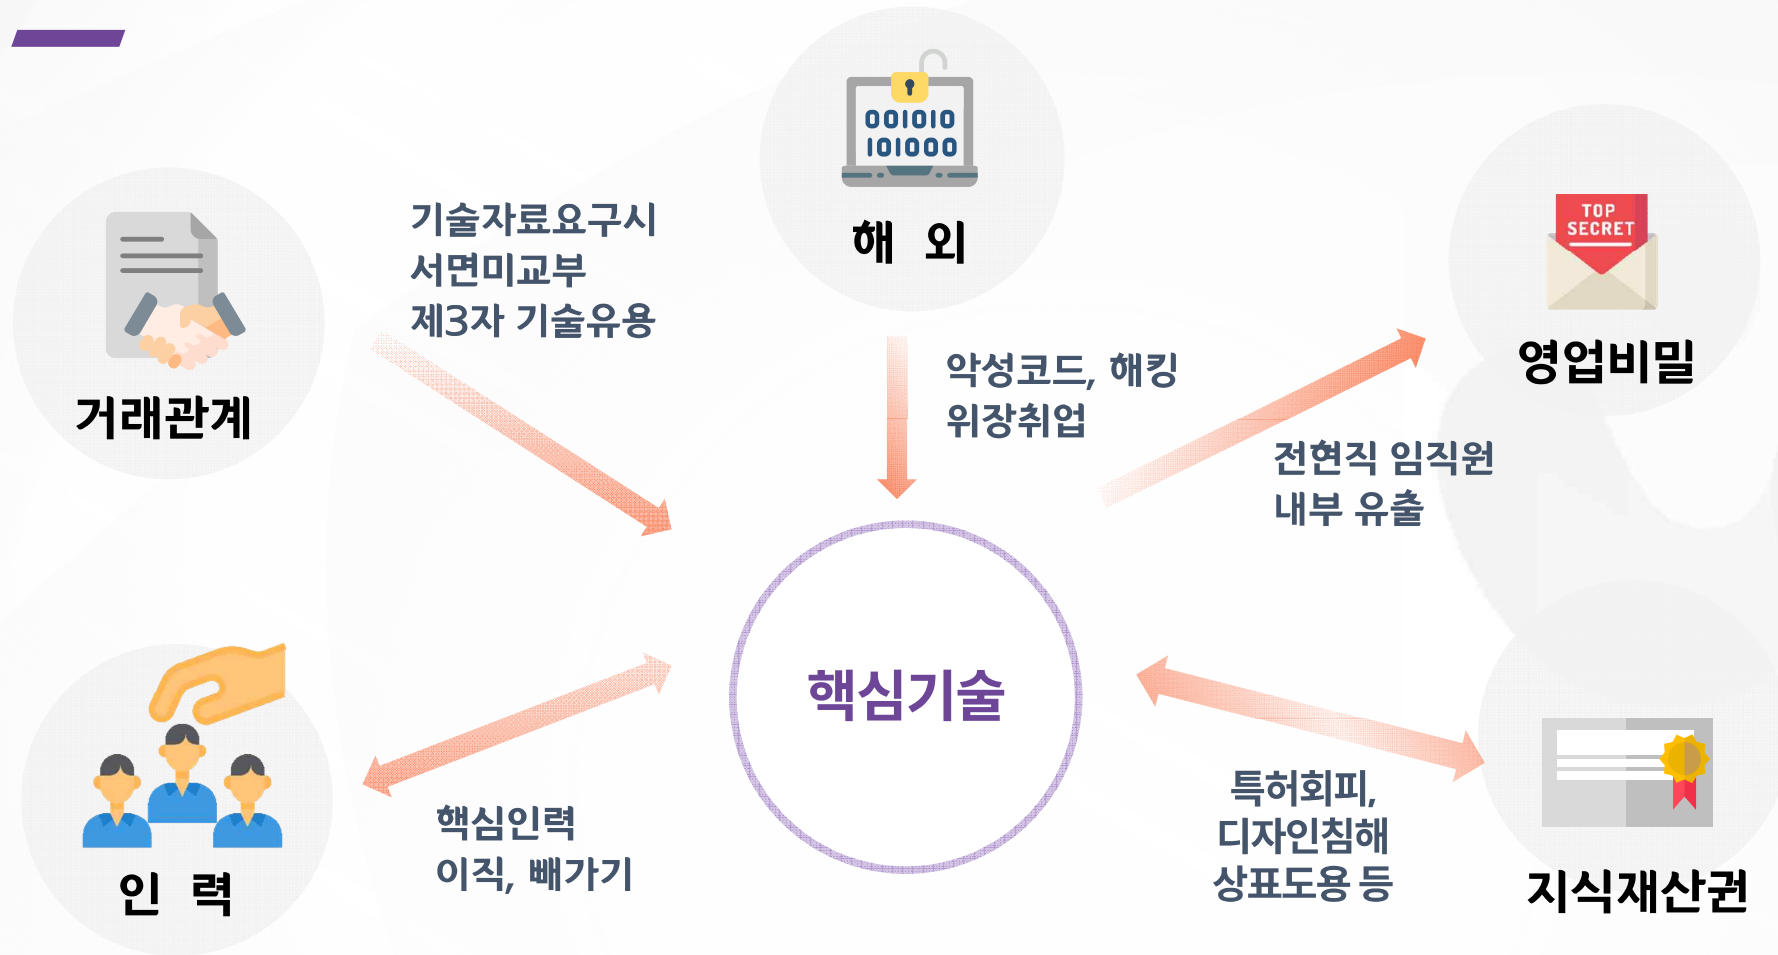 001010
101000
해 외
TOP
SECRET
영업비밀
거래관계
기술자료요구시
서면미교부
제3자 기술유용
악성코드, 해킹
위장취업
전현직 임직원
내부 유출
핵심기술
인 력
핵심인력
이직, 빼가기
특허회피,
디자인침해
상표도용 등
지식재산권